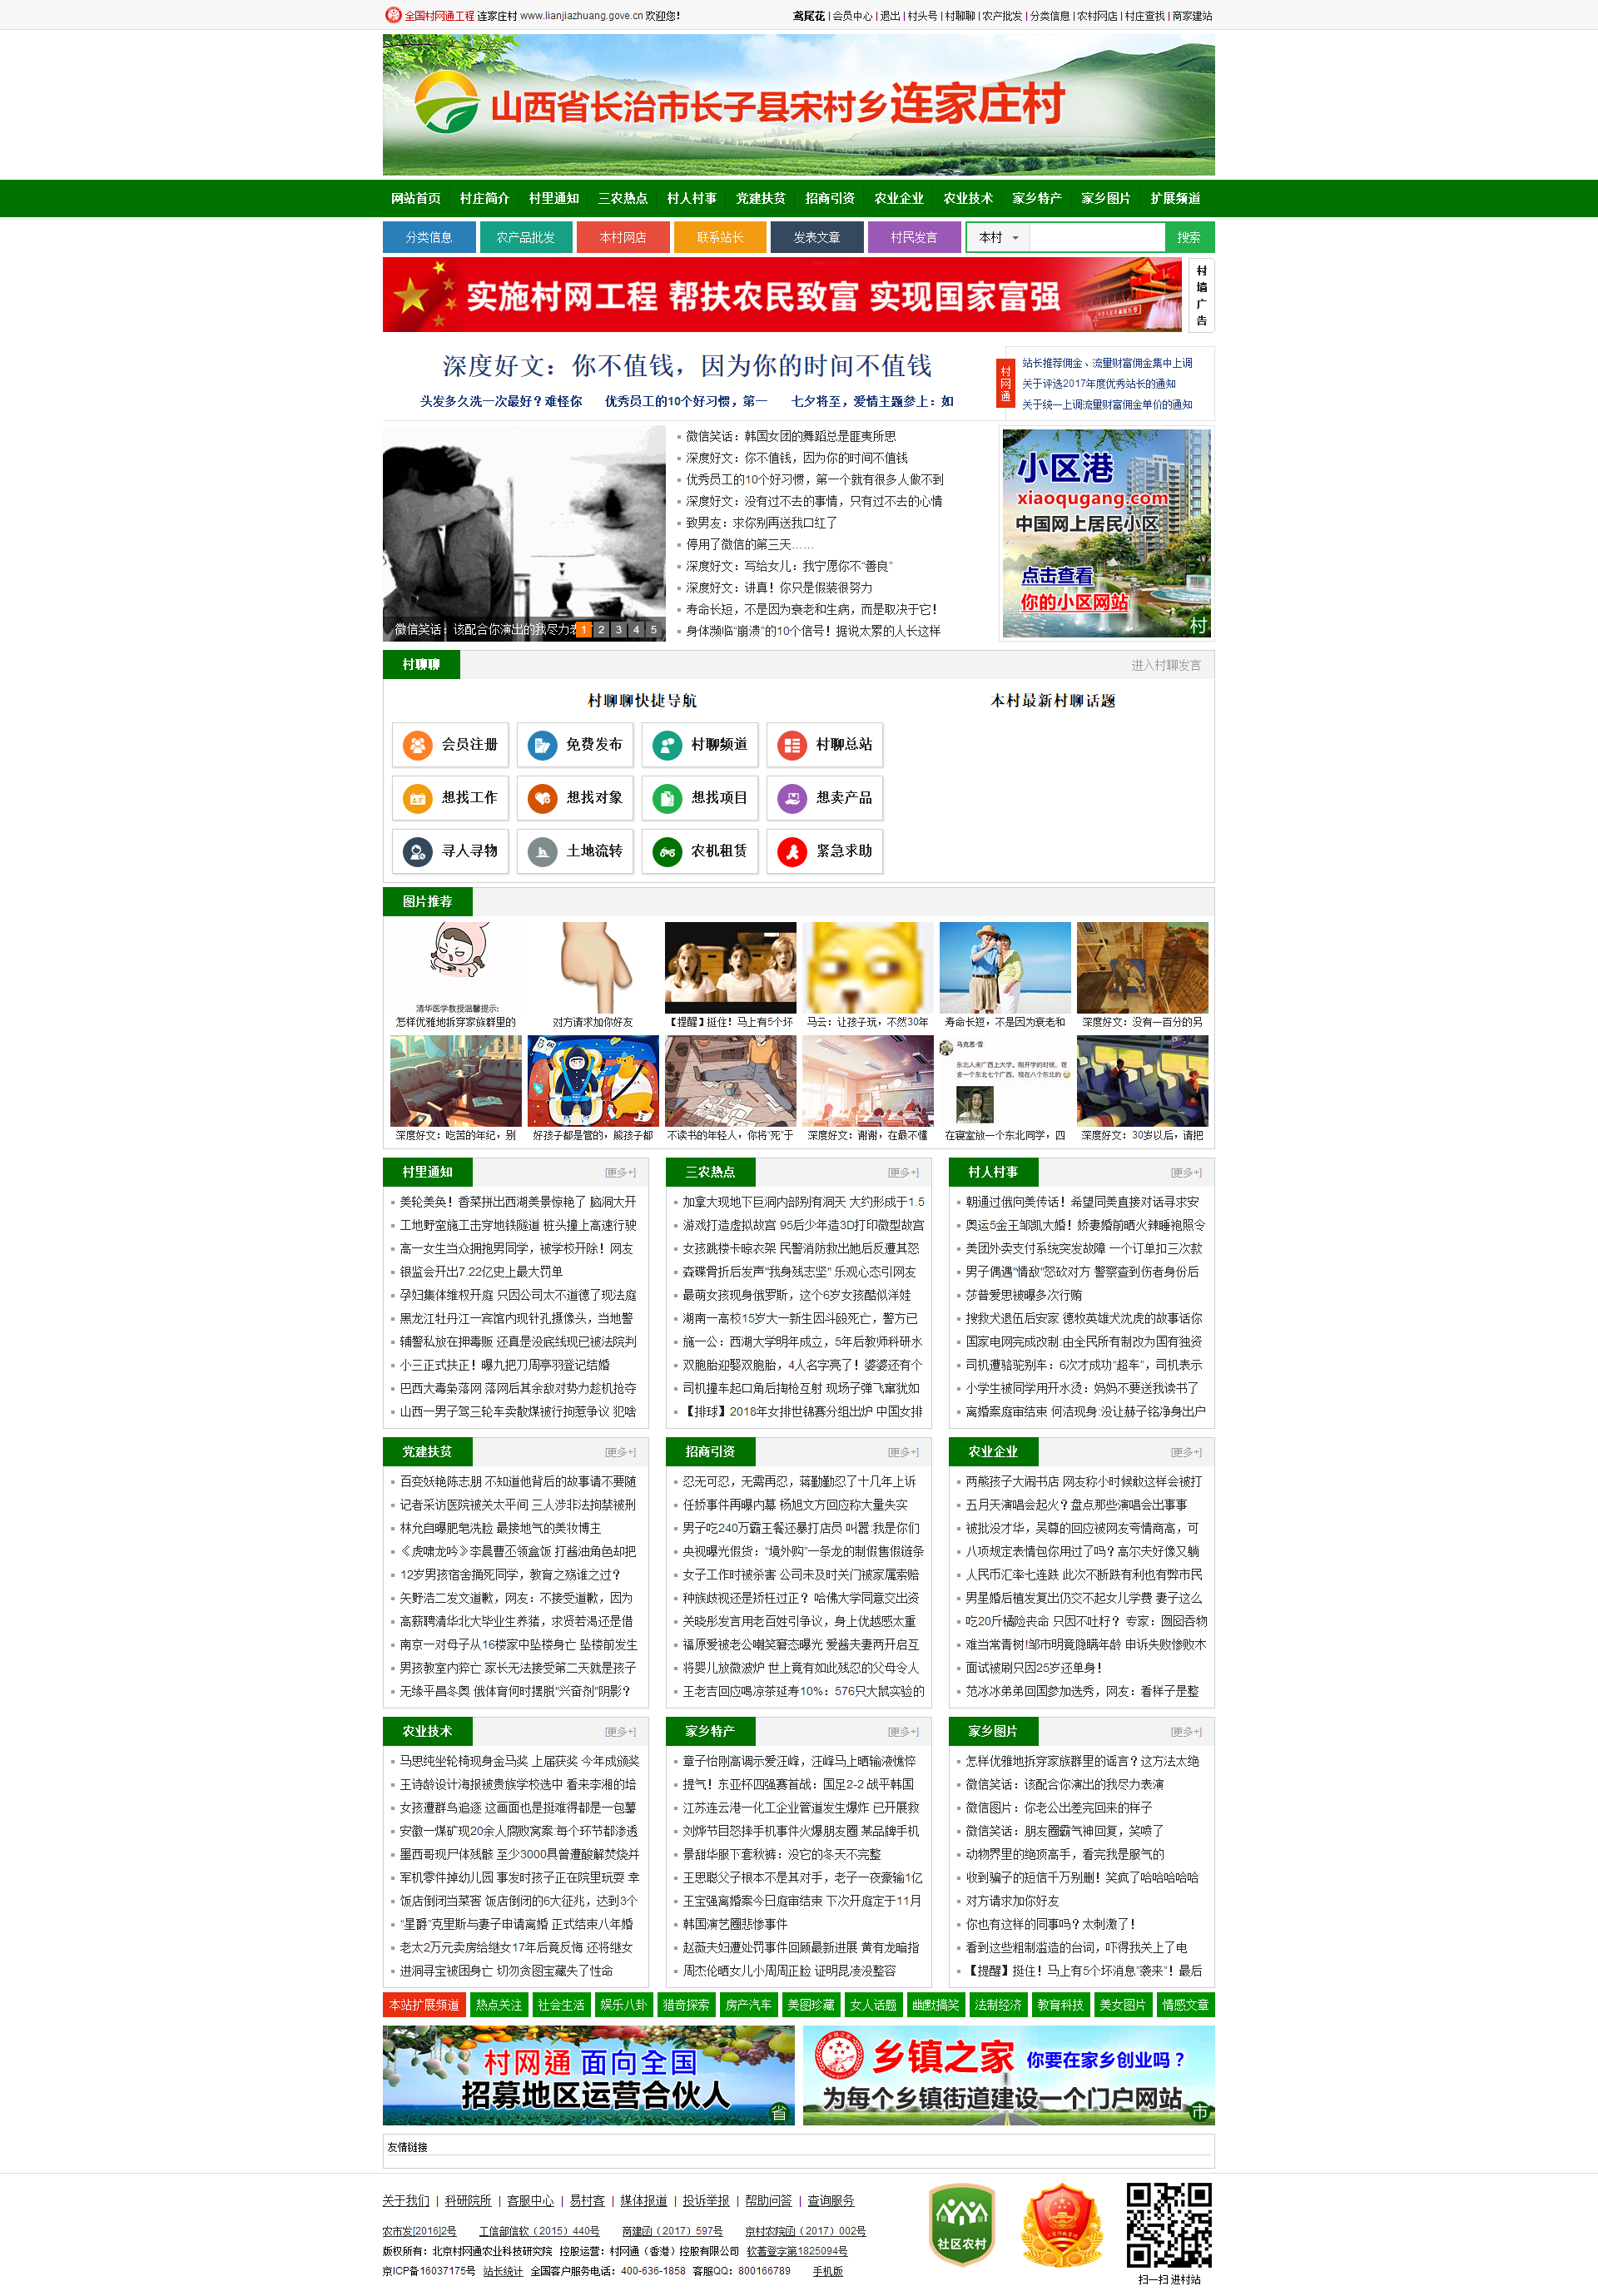 全国村网通工程 连家庄村 www.lianjiazhuang.gove.cn 欢迎您！
鸢尾花 | 会员中心 | 退出 | 村头号 | 村聊聊 | 农产批发 | 分类信息 | 农村网店 | 村庄查找 | 商家建站
山西省长治市长子县宋村乡连家庄村
网站首页 村庄简介 村里通知 三农热点 村人村事 党建扶贫 招商引资 农业企业 农业技术 家乡特产 家乡图片 扩展频道
分类信息 农产品批发 本村网店 联系站长 发表文章 村民发言 本村 搜索
实施村网工程 帮扶农民致富 实现国家富强
村墙广告
深度好文：你不值钱，因为你的时间不值钱
头发多久洗一次最好？难怪你 优秀员工的10个好习惯，第一 七夕将至，爱情主题参上：如
村网通
站长推荐佣金、流量财富佣金集中上调
关于评选2017年度优秀站长的通知
关于统一上调流量财富佣金单价的通知
微信笑话：该配合你演出的我尽力表
1 2 3 4 5
微信笑话：韩国女团的舞蹈总是匪夷所思
深度好文：你不值钱，因为你的时间不值钱
优秀员工的10个好习惯，第一个就有很多人做不到
深度好文：没有过不去的事情，只有过不去的心情
致男友：求你别再送我口红了
停用了微信的第三天……
深度好文：写给女儿：我宁愿你不“善良”
深度好文：讲真！你只是假装很努力
寿命长短，不是因为衰老和生病，而是取决于它！
身体濒临“崩溃”的10个信号！据说太累的人长这样
小区港
xiaoqugang.com
中国网上居民小区
点击查看
你的小区网站
村
村聊聊
进入村聊发言
村聊聊快捷导航
本村最新村聊话题
会员注册 免费发布 村聊频道 村聊总站
想找工作 想找对象 想找项目 想卖产品
寻人寻物 土地流转 农机租赁 紧急求助
图片推荐
清华医学教授温馨提示:
怎样优雅地拆穿家族群里的 对方请求加你好友 【提醒】挺住！马上有5个坏 马云：让孩子玩，不然30年 寿命长短，不是因为衰老和 深度好文：没有一百分的另
马克思·雪
东北人来广西上大学。刚开学的时候，宿
舍一个东北七个广西。现在八个东北的
深度好文：吃苦的年纪，别 好孩子都是管的，熊孩子都 不读书的年轻人，你将“死”于 深度好文：谢谢，在最不懂 在寝室放一个东北同学，四 深度好文：30岁以后，请把
村里通知 [更多+]
美轮美奂！香菜拼出西湖美景惊艳了 脑洞大开
工地野蛮施工击穿地铁隧道 桩头撞上高速行驶
高一女生当众拥抱男同学，被学校开除！网友
银监会开出7.22亿史上最大罚单
孕妇集体维权开庭 只因公司太不道德了现法庭
黑龙江牡丹江一宾馆内现针孔摄像头，当地警
辅警私放在押毒贩 还真是没底线现已被法院判
小三正式扶正！曝九把刀周亭羽登记结婚
巴西大毒枭落网 落网后其余敌对势力趁机抢夺
山西一男子驾三轮车卖散煤被行拘惹争议 犯啥
三农热点 [更多+]
加拿大现地下巨洞内部别有洞天 大约形成于1.5
游戏打造虚拟故宫 95后少年造3D打印微型故宫
女孩跳楼卡晾衣架 民警消防救出她后反遭其怒
森碟骨折后发声"我身残志坚" 乐观心态引网友
最萌女孩现身俄罗斯，这个6岁女孩酷似洋娃
湖南一高校15岁大一新生因斗殴死亡，警方已
施一公：西湖大学明年成立，5年后教师科研水
双胞胎迎娶双胞胎，4人名字亮了！婆婆还有个
司机撞车起口角后掏枪互射 现场子弹飞窜犹如
【排球】2018年女排世锦赛分组出炉 中国女排
村人村事 [更多+]
朝通过俄向美传话！希望同美直接对话寻求安
奥运5金王邹凯大婚！娇妻婚前晒火辣睡袍照令
美团外卖支付系统突发故障 一个订单扣三次款
男子偶遇"情敌"怒砍对方 警察查到伤者身份后
莎普爱思被曝多次行贿
搜救犬退伍后安家 德牧英雄犬沈虎的故事话你
国家电网完成改制:由全民所有制改为国有独资
司机遭骆驼别车：6次才成功“超车”，司机表示
小学生被同学用开水烫：妈妈不要送我读书了
离婚案庭审结束 何洁现身:没让赫子铭净身出户
党建扶贫 [更多+]
百变妖艳陈志朋 不知道他背后的故事请不要随
记者采访医院被关太平间 三人涉非法拘禁被刑
林允自曝肥皂洗脸 最接地气的美妆博主
《虎啸龙吟》李晨曹丕领盒饭 打酱油角色却把
12岁男孩宿舍捅死同学，教育之殇谁之过？
矢野浩二发文道歉，网友：不接受道歉，因为
高薪聘清华北大毕业生养猪，求贤若渴还是借
南京一对母子从16楼家中坠楼身亡 坠楼前发生
男孩教室内猝亡 家长无法接受第二天就是孩子
无缘平昌冬奥 俄体育何时摆脱"兴奋剂"阴影？
招商引资 [更多+]
忍无可忍，无需再忍，蒋勤勤忍了十几年上诉
任娇事件再曝内幕 杨旭文方回应称大量失实
男子吃240万霸王餐还暴打店员 叫嚣:我是你们
央视曝光假货：“境外购”一条龙的制假售假链条
女子工作时被杀害 公司未及时关门被家属索赔
种族歧视还是矫枉过正？ 哈佛大学同意交出资
关晓彤发言用老百姓引争议，身上优越感太重
福原爱被老公嘲笑窘态曝光 爱酱夫妻两开启互
将婴儿放微波炉 世上竟有如此残忍的父母令人
王老吉回应喝凉茶延寿10%：576只大鼠实验的
农业企业 [更多+]
两熊孩子大闹书店 网友称小时候敢这样会被打
五月天演唱会起火？盘点那些演唱会出事事
被批没才华，吴尊的回应被网友夸情商高，可
八项规定表情包你用过了吗？高尔夫好像又躺
人民币汇率七连跌 此次不断跌有利也有弊市民
男星婚后植发复出仍交不起女儿学费 妻子这么
吃20斤橘险丧命 只因不吐籽？ 专家：囫囵吞物
难当常青树!邹市明竟隐瞒年龄 申诉失败惨败木
面试被刷只因25岁还单身！
范冰冰弟弟回国参加选秀，网友：看样子是整
农业技术 [更多+]
马思纯坐轮椅现身金马奖 上届获奖 今年成颁奖
王诗龄设计海报被贵族学校选中 看来李湘的培
女孩遭群鸟追逐 这画面也是挺难得都是一包薯
安徽一煤矿现20余人腐败窝案:每个环节都渗透
墨西哥现尸体残骸 至少3000具曾遭酸解焚烧并
军机零件掉幼儿园 事发时孩子正在院里玩耍 幸
饭店倒闭当菜窖 饭店倒闭的6大征兆，达到3个
“星爵”克里斯与妻子申请离婚 正式结束八年婚
老太2万元卖房给继女17年后竟反悔 还将继女
进洞寻宝被困身亡 切勿贪图宝藏失了性命
家乡特产 [更多+]
章子怡刚高调示爱汪峰，汪峰马上晒输液憔悴
提气！东亚杯四强赛首战：国足2-2 战平韩国
江苏连云港一化工企业管道发生爆炸 已开展救
刘烨节目怒摔手机事件火爆朋友圈 某品牌手机
景甜华服下套秋裤：没它的冬天不完整
王思聪父子根本不是其对手，老子一夜豪输1亿
王宝强离婚案今日庭审结束 下次开庭定于11月
韩国演艺圈悲惨事件
赵薇夫妇遭处罚事件回顾最新进展 黄有龙暗指
周杰伦晒女儿小周周正脸 证明昆凌没整容
家乡图片 [更多+]
怎样优雅地拆穿家族群里的谣言？这方法太绝
微信笑话：该配合你演出的我尽力表演
微信图片：你老公出差完回来的样子
微信笑话：朋友圈霸气神回复，笑喷了
动物界里的绝顶高手，看完我是服气的
收到骗子的短信千万别删！笑疯了哈哈哈哈哈
对方请求加你好友
你也有这样的同事吗？太刺激了！
看到这些粗制滥造的台词，吓得我关上了电
【提醒】挺住！马上有5个坏消息“袭来”！最后
本站扩展频道 热点关注 社会生活 娱乐八卦 猎奇探索 房产汽车 美图珍藏 女人话题 幽默搞笑 法制经济 教育科技 美女图片 情感文章
村网通 面向全国
招募地区运营合伙人
省
乡镇之家 你要在家乡创业吗？
为每个乡镇街道建设一个门户网站
市
友情链接
关于我们 | 科研院所 | 客服中心 | 易村客 | 媒体报道 | 投诉举报 | 帮助问答 | 查询服务
农市发[2016]2号 工信部信软（2015）440号 商建函（2017）597号 京村农院函（2017）002号
版权所有：北京村网通农业科技研究院 控股运营：村网通（香港）控股有限公司 软著登字第1825094号
京ICP备16037175号 站长统计 全国客户服务电话：400-636-1858 客服QQ：800166789 手机版
社区农村
扫一扫 进村站